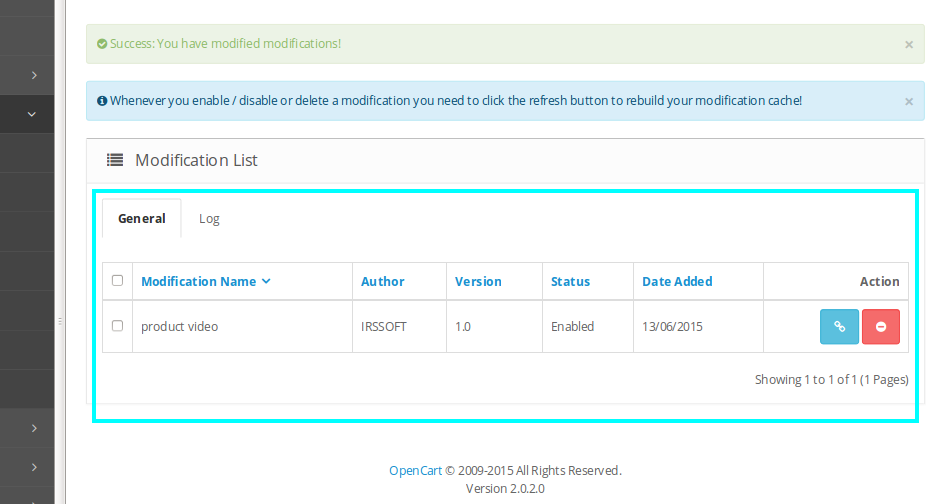 Success: You have modified modifications!
×
Whenever you enable / disable or delete a modification you need to click the refresh button to rebuild your modification cache!
×
Modification List
General Log
Modification Name Author Version Status Date Added Action
product video IRSSOFT 1.0 Enabled 13/06/2015
Showing 1 to 1 of 1 (1 Pages)
OpenCart © 2009-2015 All Rights Reserved.
Version 2.0.2.0